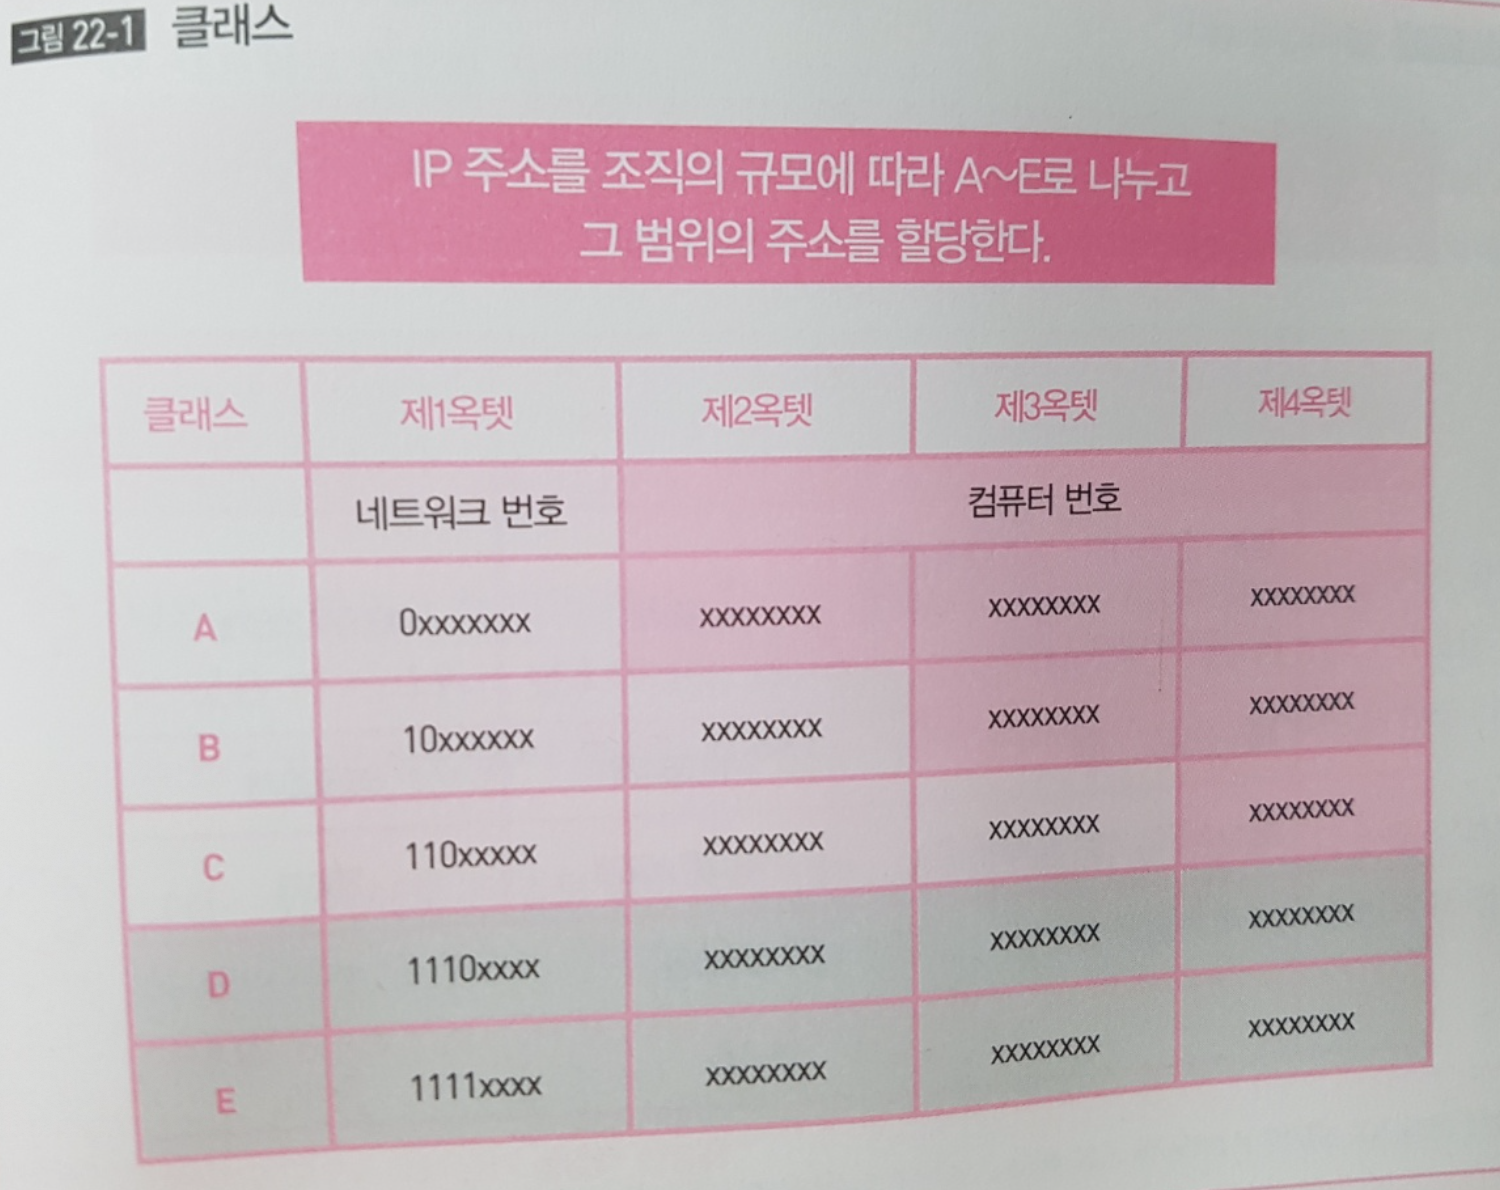 그림 22-1 클래스
IP 주소를 조직의 규모에 따라 A~E로 나누고
그 범위의 주소를 할당한다.
클래스 제1옥텟 제2옥텟 제3옥텟 제4옥텟
네트워크 번호 컴퓨터 번호
A 0xxxxxxx xxxxxxxx xxxxxxxx xxxxxxxx
B 10xxxxxx xxxxxxxx xxxxxxxx xxxxxxxx
C 110xxxxx xxxxxxxx xxxxxxxx xxxxxxxx
D 1110xxxx xxxxxxxx xxxxxxxx xxxxxxxx
E 1111xxxx xxxxxxxx xxxxxxxx xxxxxxxx